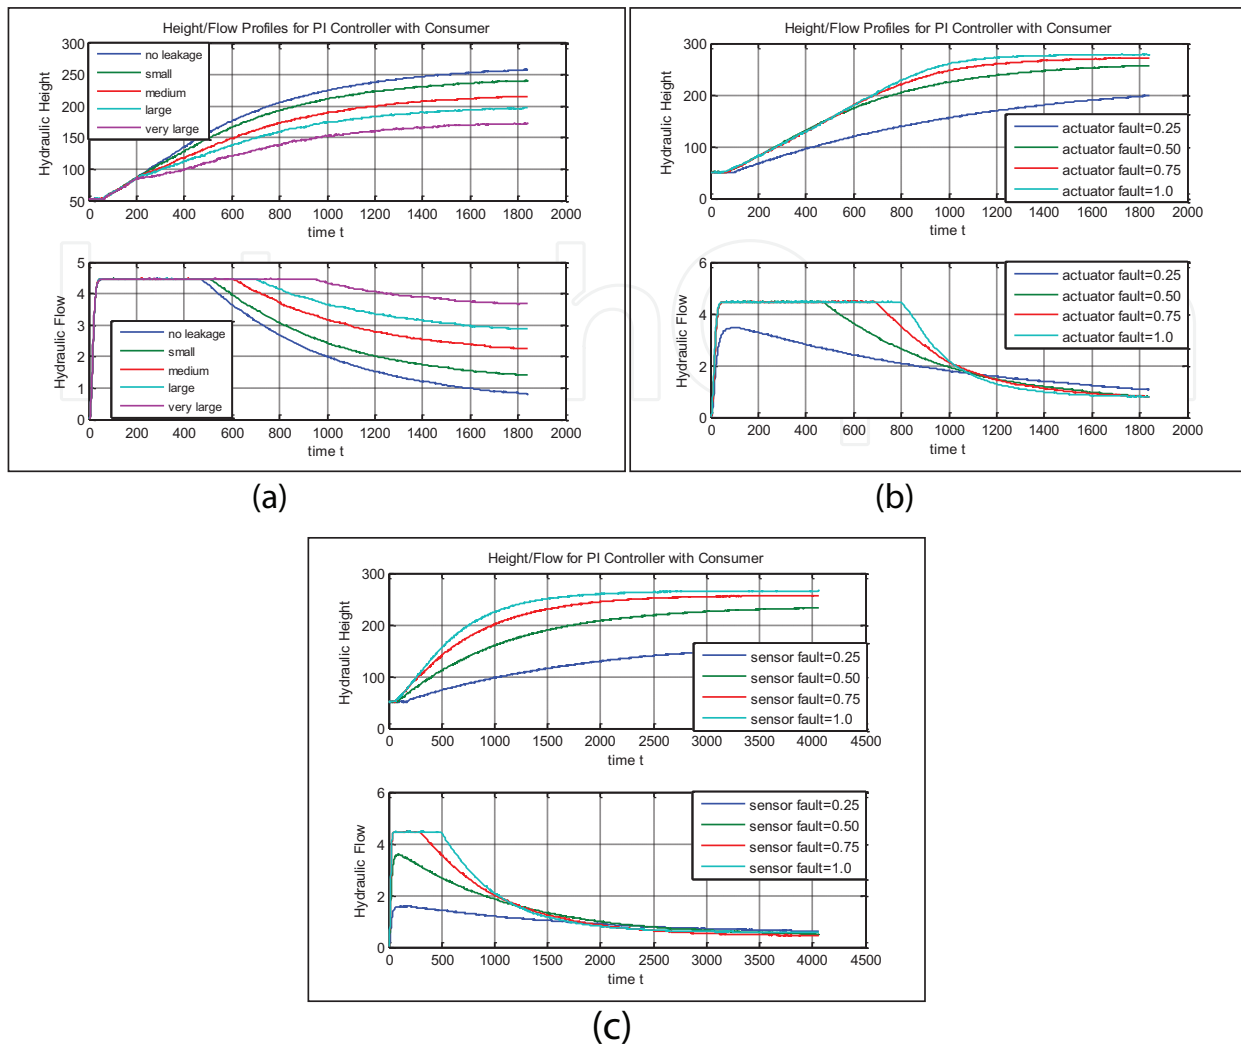 Height/Flow Profiles for PI Controller with Consumer
Hydraulic Height
300
250
200
150
100
50
no leakage
small
medium
large
very large
0 200 400 600 800 1000 1200 1400 1600 1800 2000
time t
Hydraulic Flow
5
4
3
2
1
0
no leakage
small
medium
large
very large
0 200 400 600 800 1000 1200 1400 1600 1800 2000
time t
(a)
Height/Flow Profiles for PI Controller with Consumer
Hydraulic Height
300
200
100
0
actuator fault=0.25
actuator fault=0.50
actuator fault=0.75
actuator fault=1.0
0 200 400 600 800 1000 1200 1400 1600 1800 2000
time t
Hydraulic Flow
6
4
2
0
actuator fault=0.25
actuator fault=0.50
actuator fault=0.75
actuator fault=1.0
0 200 400 600 800 1000 1200 1400 1600 1800 2000
time t
(b)
Height/Flow for PI Controller with Consumer
Hydraulic Height
300
200
100
0
sensor fault=0.25
sensor fault=0.50
sensor fault=0.75
sensor fault=1.0
0 500 1000 1500 2000 2500 3000 3500 4000 4500
time t
Hydraulic Flow
6
4
2
0
sensor fault=0.25
sensor fault=0.50
sensor fault=0.75
sensor fault=1.0
0 500 1000 1500 2000 2500 3000 3500 4000 4500
time t
(c)